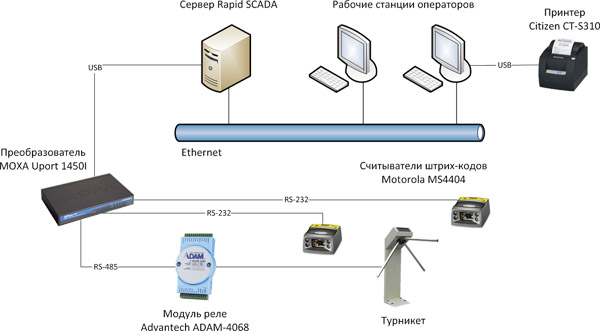 Сервер Rapid SCADA
Рабочие станции операторов
Принтер
Citizen CT-S310
USB
USB
Ethernet
Преобразователь
MOXA Uport 1450I
Считыватели штрих-кодов
Motorola MS4404
RS-232
RS-232
ADAM
RS-485
Модуль реле
Advantech ADAM-4068
Турникет